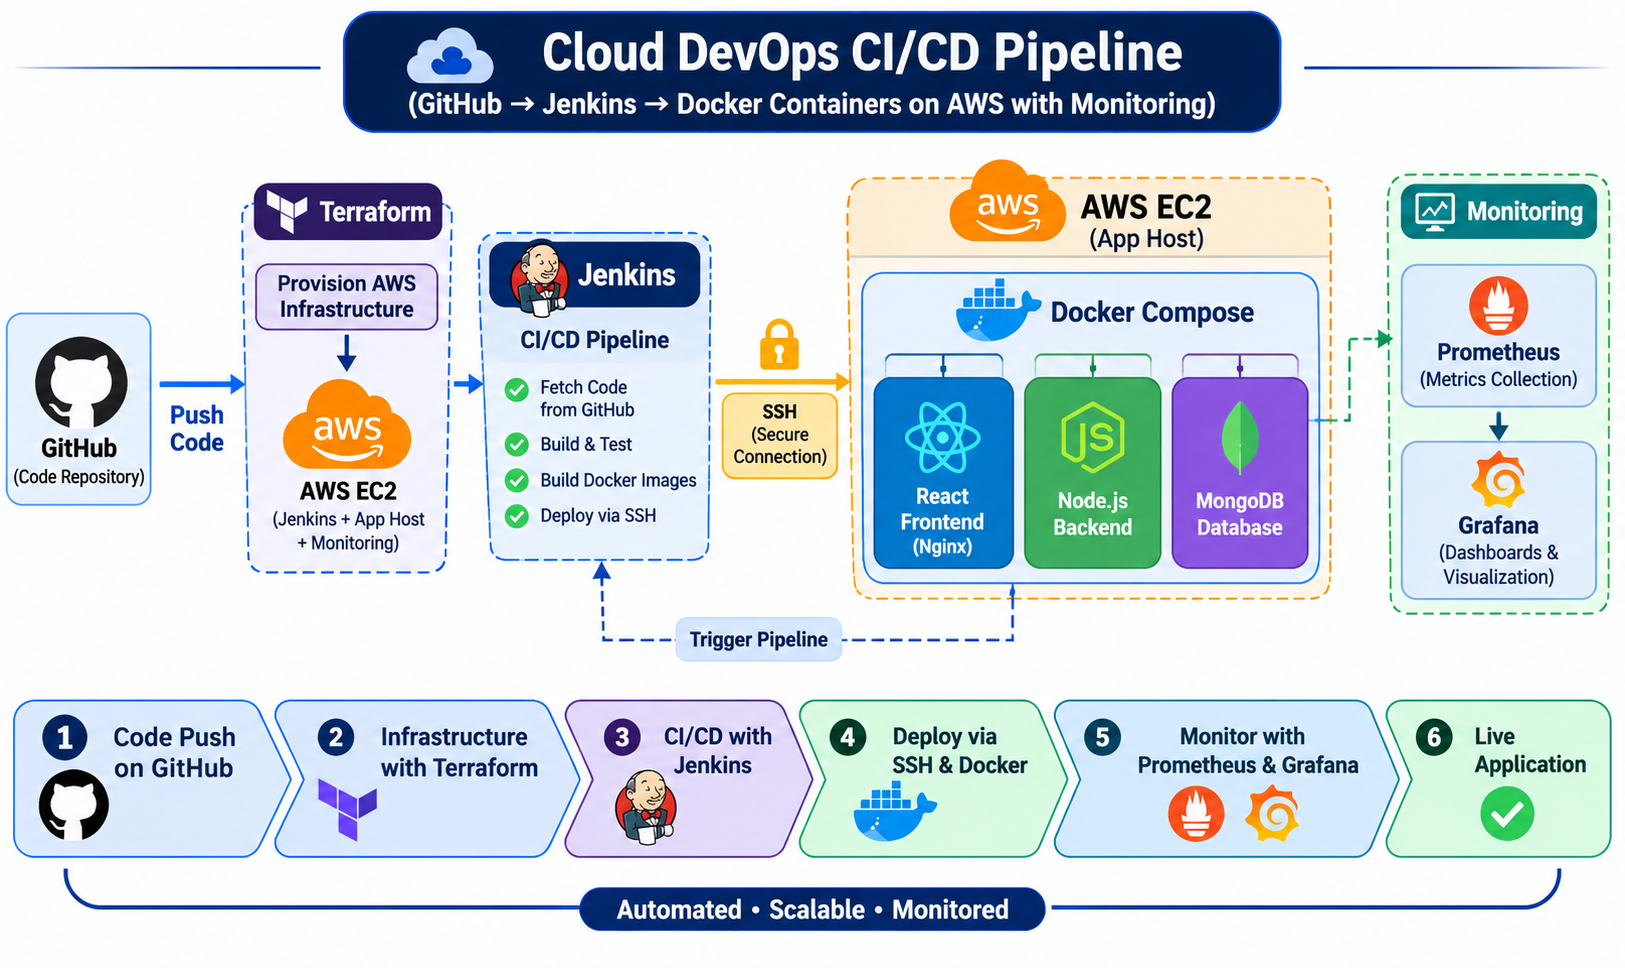 Cloud DevOps CI/CD Pipeline
(GitHub → Jenkins → Docker Containers on AWS with Monitoring)
GitHub
(Code Repository)
Push
Code
Terraform
Provision AWS
Infrastructure
aws
AWS EC2
(Jenkins + App Host
+ Monitoring)
Jenkins
CI/CD Pipeline
Fetch Code
from GitHub
Build & Test
Build Docker Images
Deploy via SSH
SSH
(Secure
Connection)
aws
AWS EC2
(App Host)
Docker Compose
React
Frontend
(Nginx)
JS
Node.js
Backend
MongoDB
Database
Monitoring
Prometheus
(Metrics Collection)
Grafana
(Dashboards &
Visualization)
Trigger Pipeline
1
Code Push
on GitHub
2
Infrastructure
with Terraform
3
CI/CD with
Jenkins
4
Deploy via
SSH & Docker
5
Monitor with
Prometheus & Grafana
6
Live
Application
Automated • Scalable • Monitored